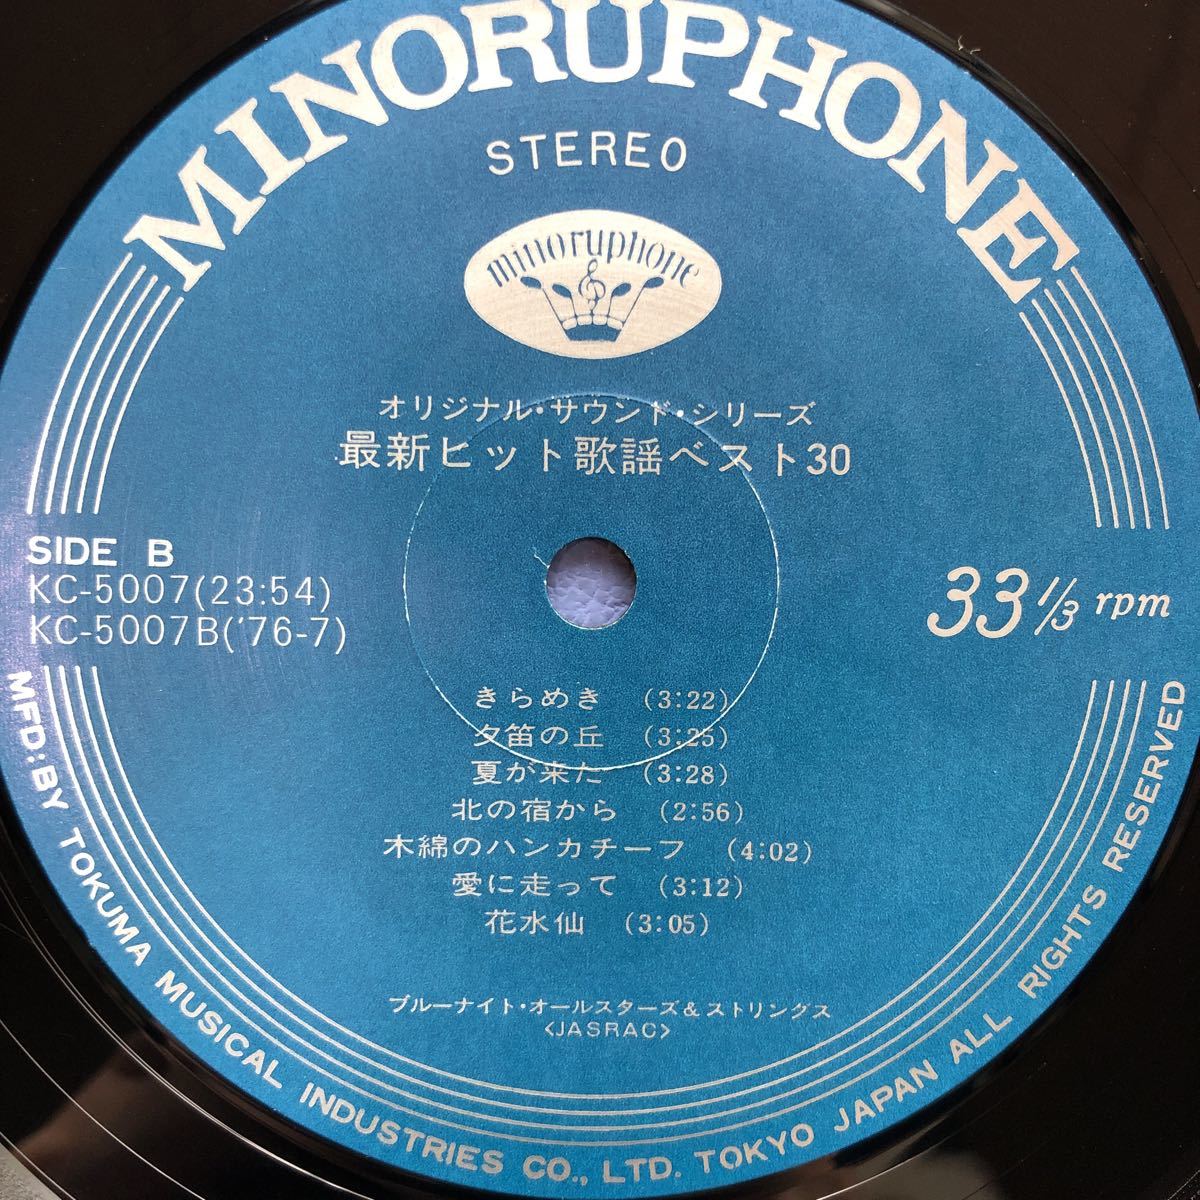 MINORUPHONE
STEREO
minoruphone
オリジナル・サウンド・シリーズ
最新ヒット歌謡ベスト30
SIDE B
KC-5007(23:54)
KC-5007B('76-7)
33 1/3 rpm
きらめき (3:22)
夕笛の丘 (3:25)
夏が来た (3:28)
北の宿から (2:56)
木綿のハンカチーフ (4:02)
愛に走って (3:12)
花水仙 (3:05)
ブルーナイト・オールスターズ&ストリングス
<JASRAC>
MFD:BY TOKUMA MUSICAL INDUSTRIES CO., LTD. TOKYO JAPAN ALL RIGHTS RESERVED